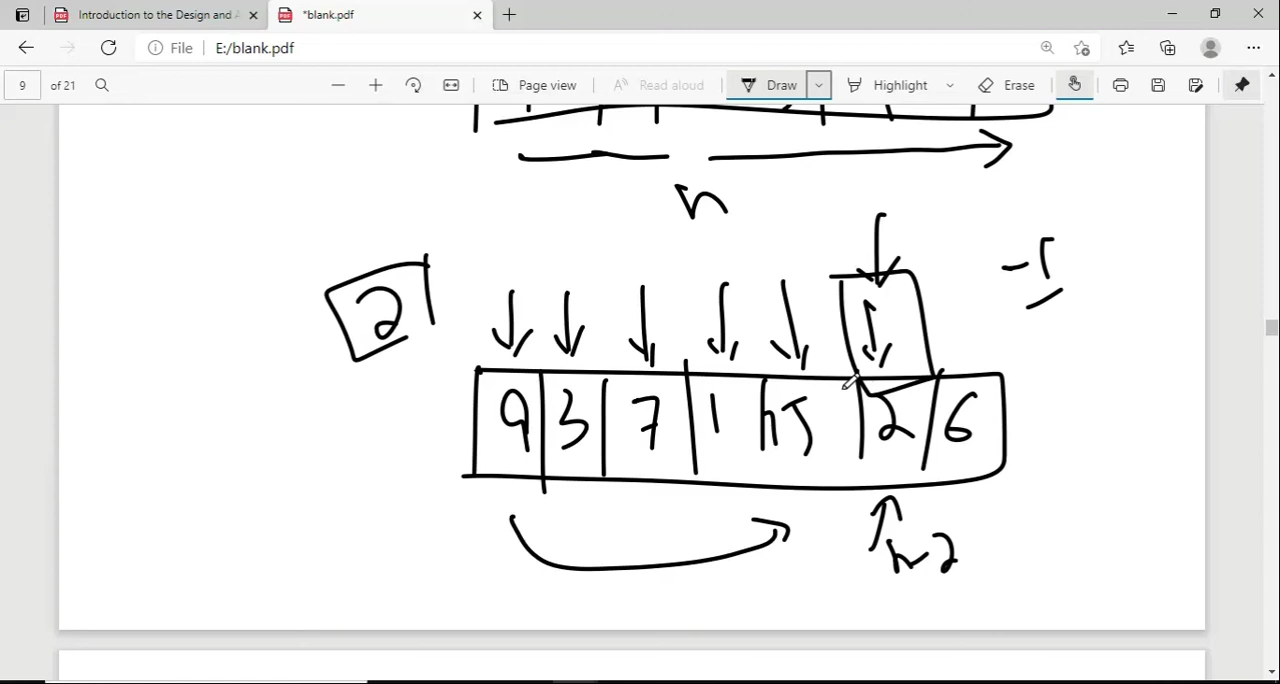 Introduction to the Design and A
*blank.pdf
File E:/blank.pdf
9 of 21 Page view Read aloud Draw Highlight Erase
n
-1
2
9 3 7 1 15 2 6
n-2